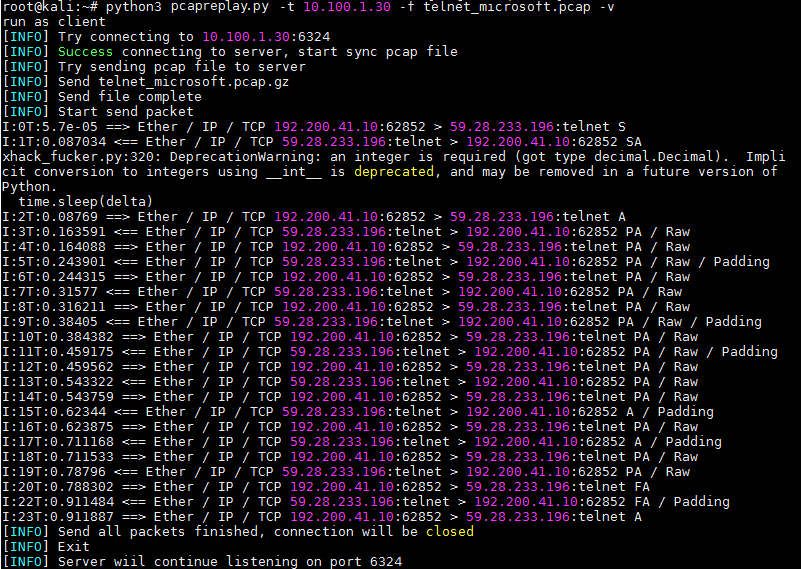 root@kali:~# python3 pcapreplay.py -t 10.100.1.30 -f telnet_microsoft.pcap -v
run as client
[INFO] Try connecting to 10.100.1.30:6324
[INFO] Success connecting to server, start sync pcap file
[INFO] Try sending pcap file to server
[INFO] Send telnet_microsoft.pcap.gz
[INFO] Send file complete
[INFO] Start send packet
I:0T:5.7e-05 ==> Ether / IP / TCP 192.200.41.10:62852 > 59.28.233.196:telnet S
I:1T:0.087034 <== Ether / IP / TCP 59.28.233.196:telnet > 192.200.41.10:62852 SA
xhack_fucker.py:320: DeprecationWarning: an integer is required (got type decimal.Decimal).  Impli
cit conversion to integers using __int__ is deprecated, and may be removed in a future version of
Python.
  time.sleep(delta)
I:2T:0.08769 ==> Ether / IP / TCP 192.200.41.10:62852 > 59.28.233.196:telnet A
I:3T:0.163591 <== Ether / IP / TCP 59.28.233.196:telnet > 192.200.41.10:62852 PA / Raw
I:4T:0.164088 ==> Ether / IP / TCP 192.200.41.10:62852 > 59.28.233.196:telnet PA / Raw
I:5T:0.243901 <== Ether / IP / TCP 59.28.233.196:telnet > 192.200.41.10:62852 PA / Raw / Padding
I:6T:0.244315 ==> Ether / IP / TCP 192.200.41.10:62852 > 59.28.233.196:telnet PA / Raw
I:7T:0.31577 <== Ether / IP / TCP 59.28.233.196:telnet > 192.200.41.10:62852 PA / Raw
I:8T:0.316211 ==> Ether / IP / TCP 192.200.41.10:62852 > 59.28.233.196:telnet PA / Raw
I:9T:0.38405 <== Ether / IP / TCP 59.28.233.196:telnet > 192.200.41.10:62852 PA / Raw / Padding
I:10T:0.384382 ==> Ether / IP / TCP 192.200.41.10:62852 > 59.28.233.196:telnet PA / Raw
I:11T:0.459175 <== Ether / IP / TCP 59.28.233.196:telnet > 192.200.41.10:62852 PA / Raw / Padding
I:12T:0.459562 ==> Ether / IP / TCP 192.200.41.10:62852 > 59.28.233.196:telnet PA / Raw
I:13T:0.543322 <== Ether / IP / TCP 59.28.233.196:telnet > 192.200.41.10:62852 PA / Raw
I:14T:0.543759 ==> Ether / IP / TCP 192.200.41.10:62852 > 59.28.233.196:telnet PA / Raw
I:15T:0.62344 <== Ether / IP / TCP 59.28.233.196:telnet > 192.200.41.10:62852 A / Padding
I:16T:0.623875 ==> Ether / IP / TCP 192.200.41.10:62852 > 59.28.233.196:telnet PA / Raw
I:17T:0.711168 <== Ether / IP / TCP 59.28.233.196:telnet > 192.200.41.10:62852 A / Padding
I:18T:0.711533 ==> Ether / IP / TCP 192.200.41.10:62852 > 59.28.233.196:telnet PA / Raw
I:19T:0.78796 <== Ether / IP / TCP 59.28.233.196:telnet > 192.200.41.10:62852 PA / Raw
I:20T:0.788302 ==> Ether / IP / TCP 192.200.41.10:62852 > 59.28.233.196:telnet FA
I:22T:0.911484 <== Ether / IP / TCP 59.28.233.196:telnet > 192.200.41.10:62852 FA / Padding
I:23T:0.911887 ==> Ether / IP / TCP 192.200.41.10:62852 > 59.28.233.196:telnet A
[INFO] Send all packets finished, connection will be closed
[INFO] Exit
[INFO] Server wiil continue listening on port 6324